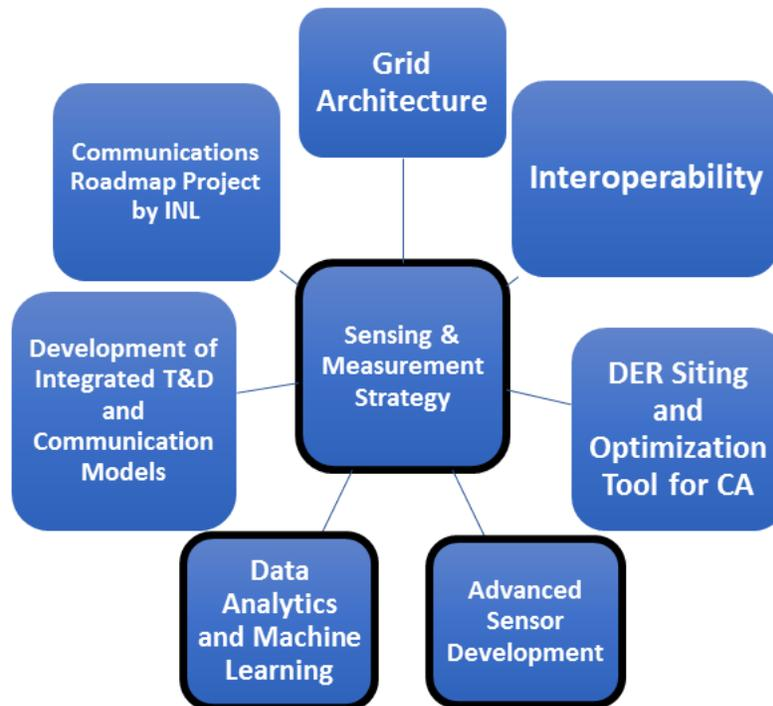 Grid
Architecture
Communications
Roadmap Project
by INL
Interoperability
Sensing &
Measurement
Strategy
Development of
Integrated T&D
and
Communication
Models
DER Siting
and
Optimization
Tool for CA
Data
Analytics
and Machine
Learning
Advanced
Sensor
Development